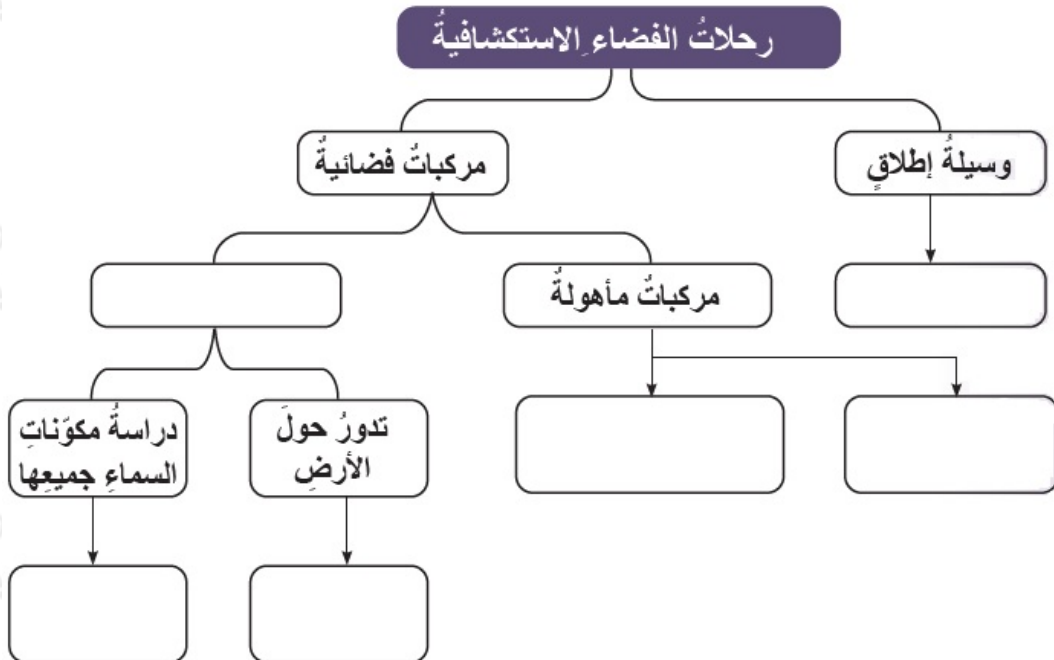 رحلاتُ الفضاءِ الاستكشافيةُ
وسيلةُ إطلاقٍ
مركباتٌ فضائيةٌ
مركباتٌ مأهولةٌ
تدورُ حولَ
الأرضِ
دراسةُ مكوّناتِ
السماءِ جميعِها